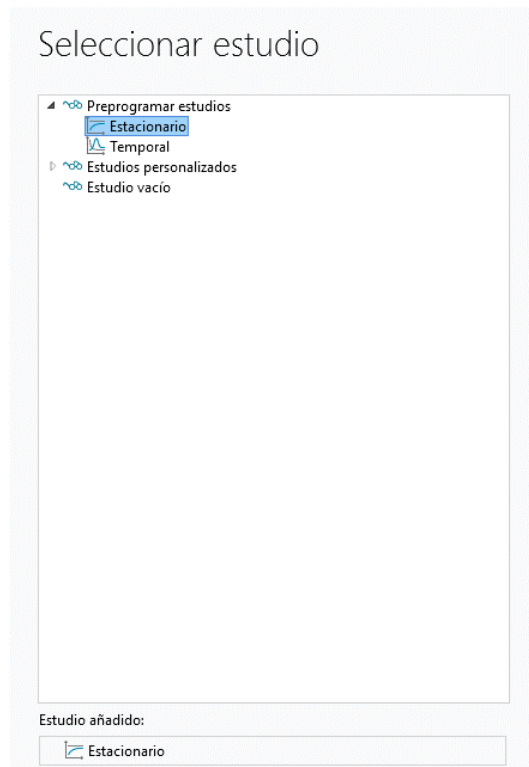 Seleccionar estudio
Preprogramar estudios
Estacionario
Temporal
Estudios personalizados
Estudio vacío
Estudio añadido:
Estacionario